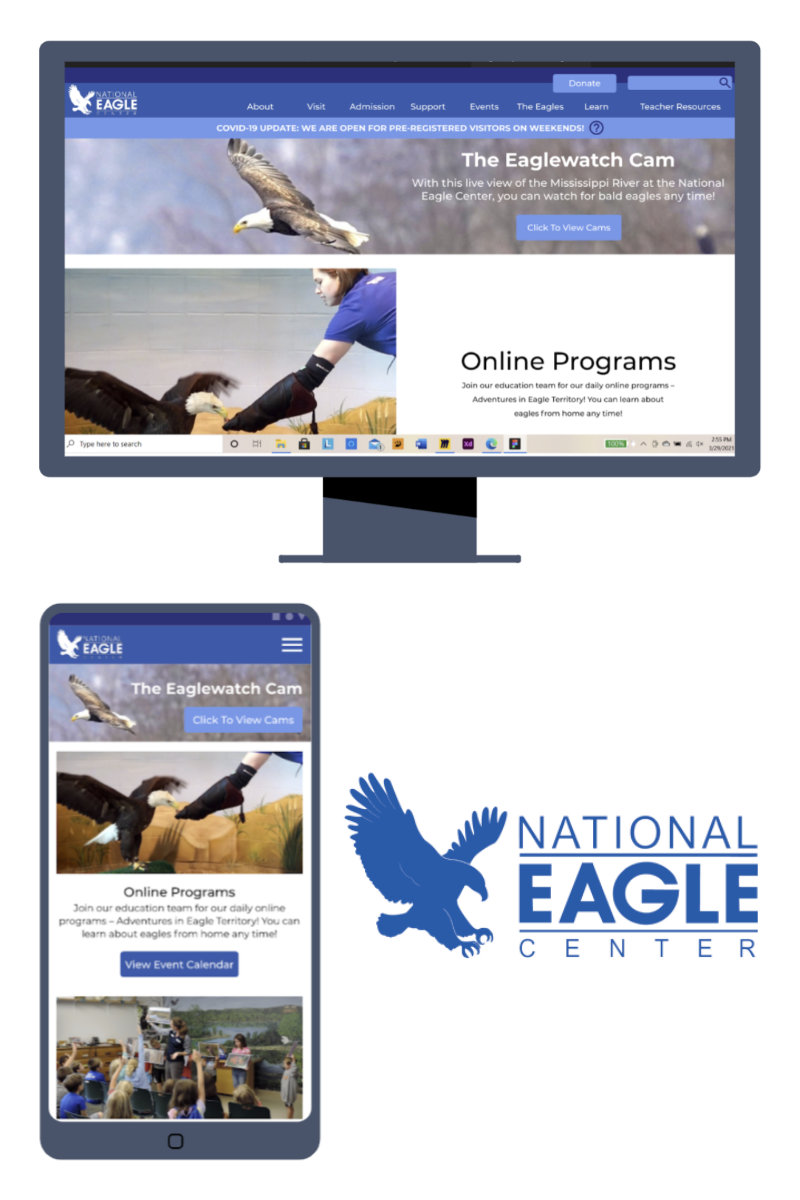 Donate
NATIONAL
EAGLE
CENTER
About Visit Admission Support Events The Eagles Learn Teacher Resources
COVID-19 UPDATE: WE ARE OPEN FOR PRE-REGISTERED VISITORS ON WEEKENDS! ?
The Eaglewatch Cam
With this live view of the Mississippi River at the National
Eagle Center, you can watch for bald eagles any time!
Click To View Cams
Online Programs
Join our education team for our daily online programs –
Adventures in Eagle Territory! You can learn about
eagles from home any time!
Type here to search
L
Xd
100%
2:55 PM
3/29/2021
NATIONAL
EAGLE
CENTER
The Eaglewatch Cam
Click To View Cams
Online Programs
Join our education team for our daily online
programs – Adventures in Eagle Territory! You can
learn about eagles from home any time!
View Event Calendar
NATIONAL
EAGLE
CENTER